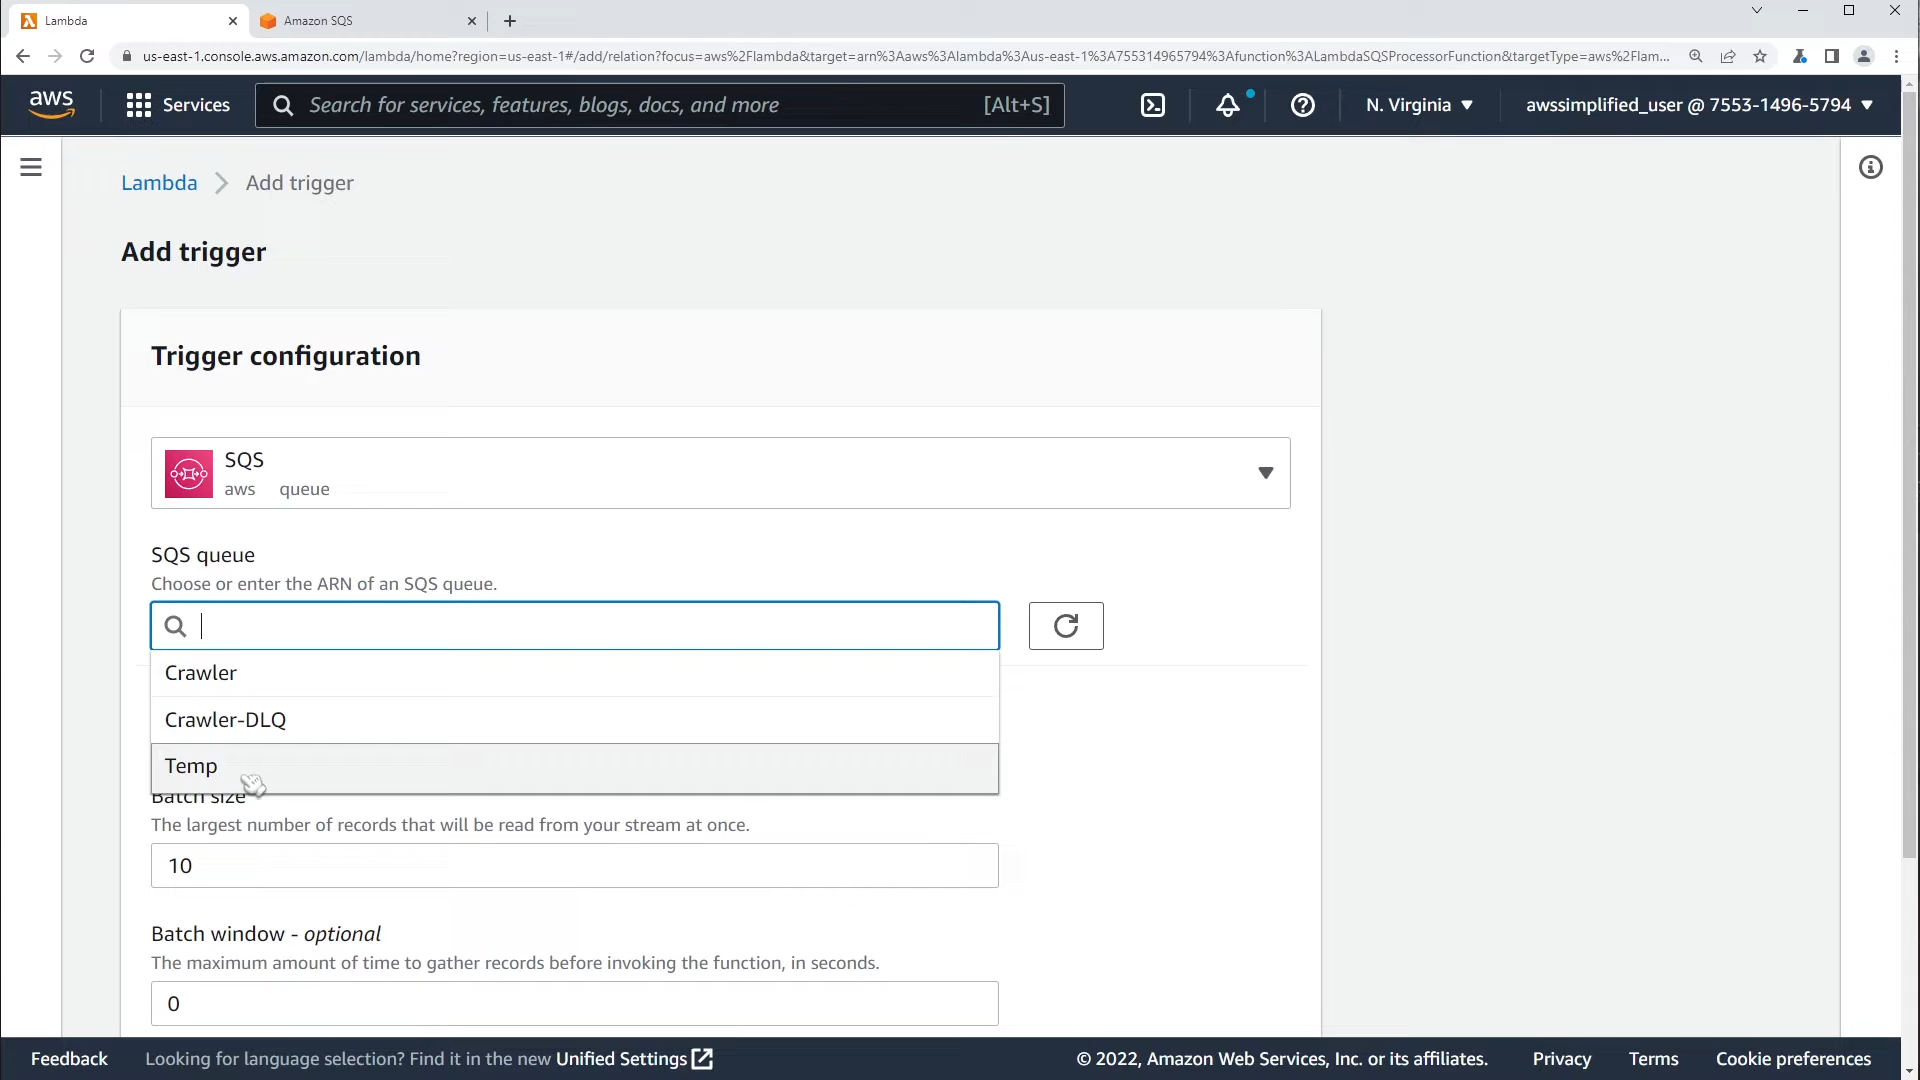 Lambda
Amazon SQS
us-east-1.console.aws.amazon.com/lambda/home?region=us-east-1#/add/relation?focus=aws%2Flambda&target=arn%3Aaws%3Alambda%3Aus-east-1%3A755314965794%3Afunction%3ALambdaSQSProcessorFunction&targetType=aws%2Flam...
aws
Services
Search for services, features, blogs, docs, and more
[Alt+S]
N. Virginia
awssimplified_user @ 7553-1496-5794
Lambda
Add trigger
Add trigger
Trigger configuration
SQS
aws queue
SQS queue
Choose or enter the ARN of an SQS queue.
Crawler
Crawler-DLQ
Temp
Batch size
The largest number of records that will be read from your stream at once.
10
Batch window - optional
The maximum amount of time to gather records before invoking the function, in seconds.
0
Feedback
Looking for language selection? Find it in the new Unified Settings
© 2022, Amazon Web Services, Inc. or its affiliates.
Privacy
Terms
Cookie preferences